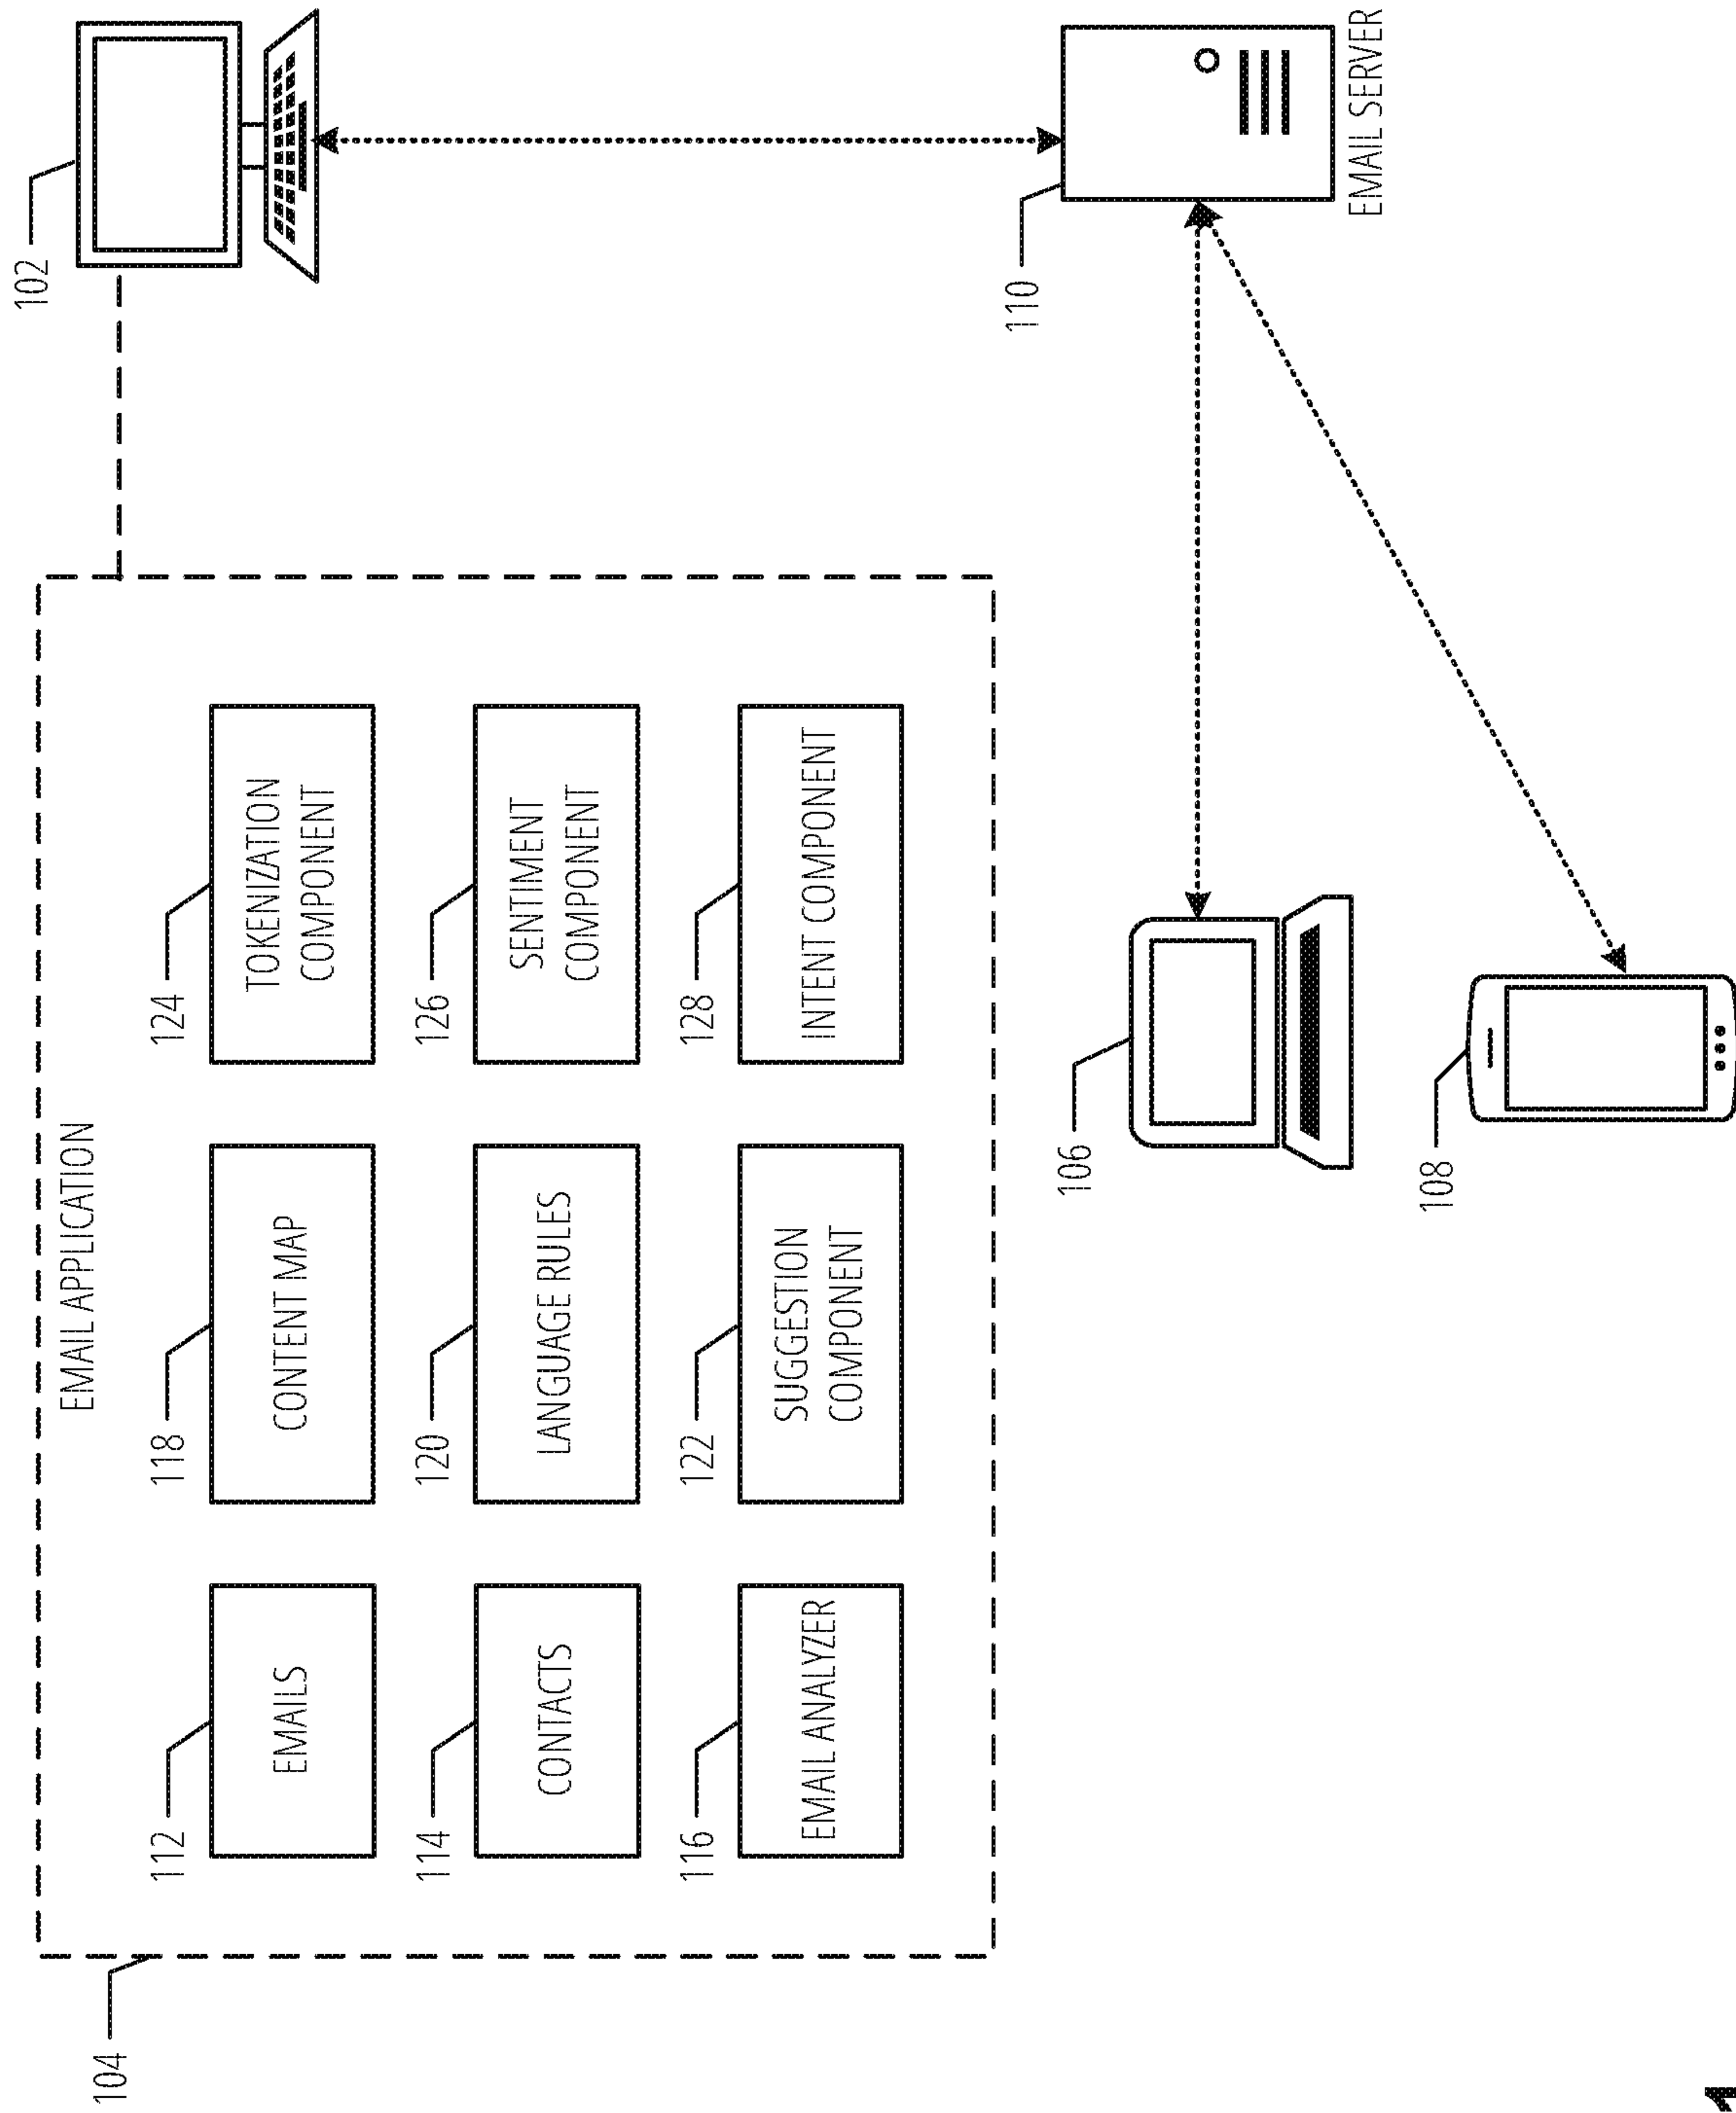 104
EMAIL APPLICATION
112
EMAILS
118
CONTENT MAP
124
TOKENIZATION
COMPONENT
114
CONTACTS
120
LANGUAGE RULES
126
SENTIMENT
COMPONENT
116
EMAIL ANALYZER
122
SUGGESTION
COMPONENT
128
INTENT COMPONENT
102
106
108
110
EMAIL SERVER